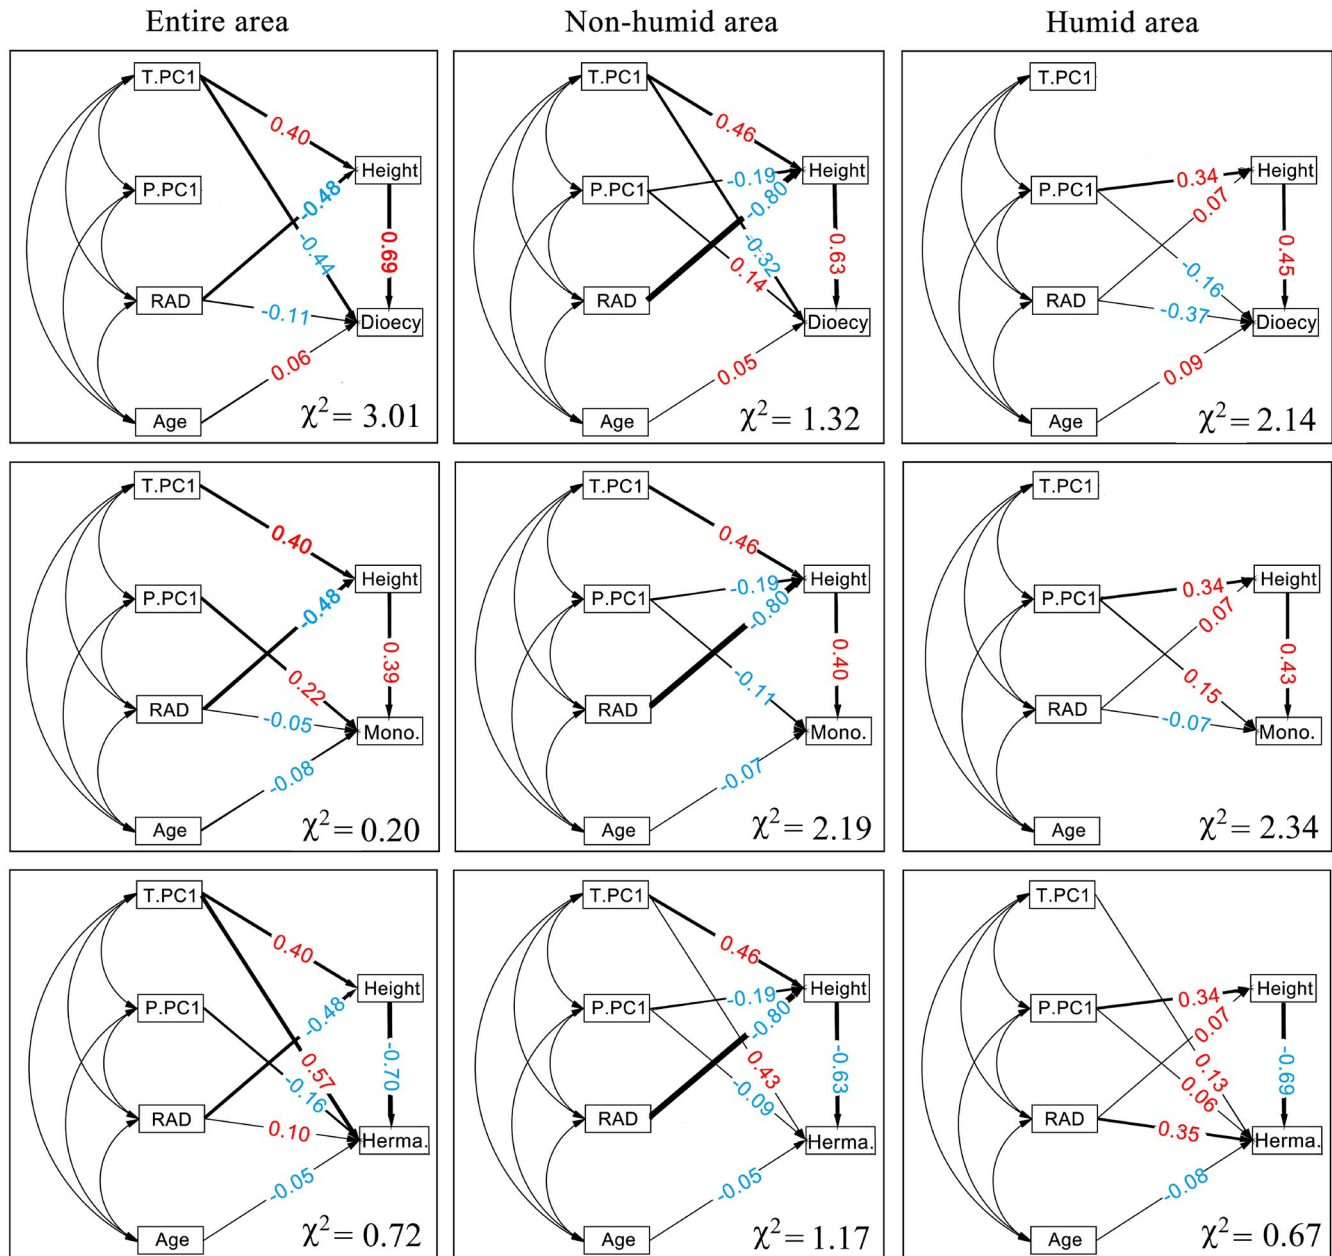 Entire area
Non-humid area
Humid area
T.PC1
0.40
Height
P.PC1
-0.48
-0.44
0.69
RAD
-0.11
Dioecy
0.06
Age
χ² = 3.01
T.PC1
0.46
Height
P.PC1
-0.19
-0.80
-0.32
0.63
0.14
RAD
Dioecy
0.05
Age
χ² = 1.32
T.PC1
Height
P.PC1
0.34
0.07
-0.16
0.45
RAD
-0.37
Dioecy
0.09
Age
χ² = 2.14
T.PC1
0.40
Height
P.PC1
-0.48
0.39
0.22
RAD
-0.05
Mono.
-0.08
Age
χ² = 0.20
T.PC1
0.46
Height
P.PC1
-0.19
-0.80
0.40
-0.11
RAD
Mono.
-0.07
Age
χ² = 2.19
T.PC1
Height
P.PC1
0.34
0.07
0.43
0.15
RAD
-0.07
Mono.
Age
χ² = 2.34
T.PC1
0.40
Height
P.PC1
-0.48
0.57
-0.70
-0.16
RAD
0.10
Herma.
-0.05
Age
χ² = 0.72
T.PC1
0.46
Height
P.PC1
-0.19
-0.80
0.43
-0.63
-0.09
RAD
Herma.
-0.05
Age
χ² = 1.17
T.PC1
Height
P.PC1
0.34
0.07
0.13
-0.69
0.06
RAD
0.35
Herma.
-0.08
Age
χ² = 0.67